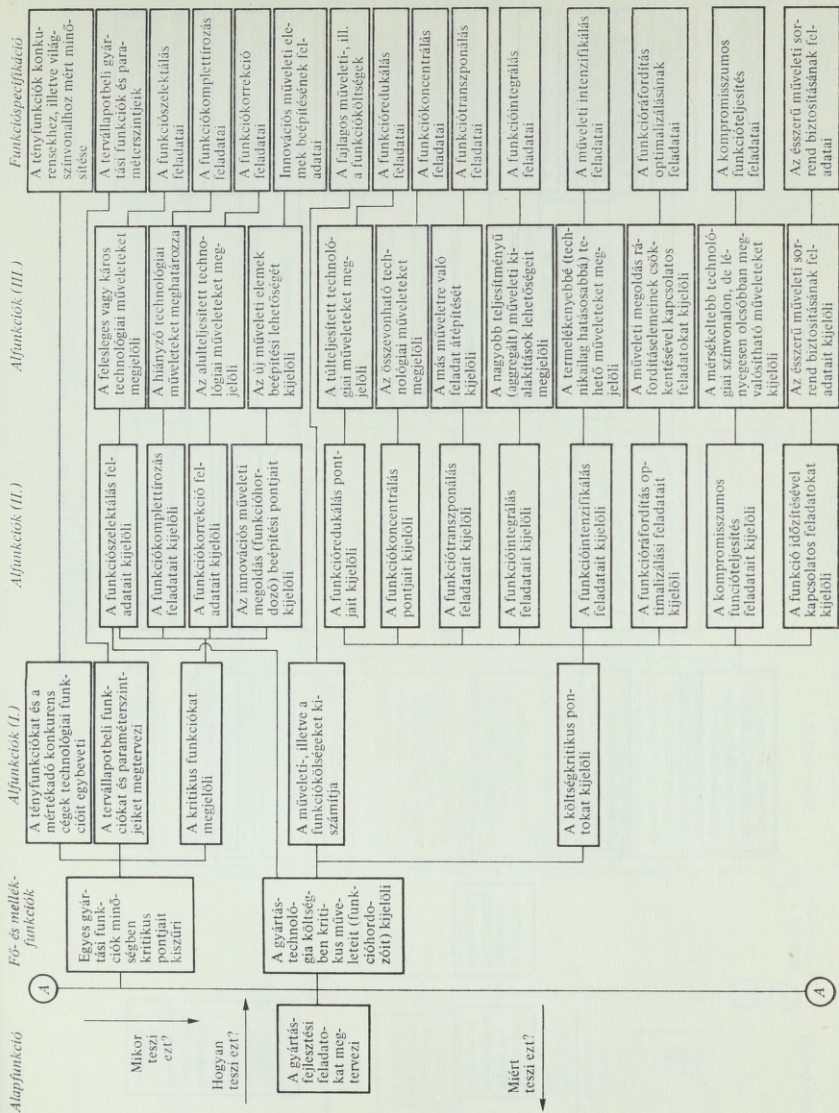 Alapfunkció
Fő- és mellék-
funkciók
Alfunkciók (I.)
Alfunkciók (II.)
Alfunkciók (III.)
Funkcióspecifikáció
A
Mikor
teszi
ezt?
Hogyan
teszi ezt?
A gyártás-
fejlesztési
feladato-
kat meg-
tervezi
Miért
teszi ezt?
Egyes gyár-
tási funk-
ciók minő-
ségben
kritikus
pontjait
kiszűri
A gyártás-
technoló-
gia költség-
ben kriti-
kus műve-
leteit (funk-
cióhordo-
zóit) kijelöli
A
A tényfunkciókat és a
mértékadó konkurens
cégek technológiai funk-
cióit egybeveti
A tervállapotbeli funk-
ciókat és paraméterszint-
jeiket megtervezi
A kritikus funkciókat
megjelöli
A műveleti-, illetve a
funkciókölségeket ki-
számítja
A költségkritikus pon-
tokat kijelöli
A funkciószelektálás fel-
adatait kijelöli
A funkciókomplettírozás
feladatait kijelöli
A funkciókorrekció fel-
adatait kijelöli
Az innovációs műveleti
megoldás (funkcióhor-
dozó) beépítési pontjait
kijelöli
A funkcióredukálás pont-
jait kijelöli
A funkciókoncentrálás
pontjait kijelöli
A funkciótranszponálás
feladatait kijelöli
A funkcióintegrálás
feladatait kijelöli
A funkcióintenzifikálás
feladatait kijelöli
A funkcióráfordítás op-
timalizálási feladatait
kijelöli
A kompromisszumos
funcióteljesítés
feladatait kijelöli
A funkció időzítésével
kapcsolatos feladatokat
kijelöli
A felesleges vagy káros
technológiai műveleteket
megjelöli
A hiányzó technológiai
műveleteket meghatározza
Az alulteljesített techno-
lógiai műveleteket meg-
jelöli
Az új műveleti elemek
beépítési lehetőségét
kijelöli
A túlteljesített technoló-
giai műveleteket meg-
jelöli
Az összevonható tech-
nológiai műveleteket
megjelöli
A más műveletre való
feladat átépítését
kijelöli
A nagyobb teljesítményű
(aggregált) műveleti ki-
alakítások lehetőségeit
megjelöli
A termelékenyebbé (tech-
nikailag hatásosabbá) te-
hető műveleteket meg-
jelöli
A műveleti megoldás rá-
fordításelemeinek csök-
kentésével kapcsolatos
feladatokat kijelöli
A mérsékeltebb technoló-
giai színvonalon, de lé-
nyegesen olcsóbban meg-
valósítható műveleteket
kijelöli
Az ésszerű műveleti sor-
rend biztosításának fel-
adatait kijelöli
A tényfunkciók konku-
rensekhez, illetve világ-
színvonalhoz mért minő-
sítése
A tervállapotbeli gyár-
tási funkciók és para-
méterszintjeik
A funkciószelektálás
feladatai
A funkciókomplettírozás
feladatai
A funkciókorrekció
feladatai
Innovációs műveleti ele-
mek beépítésének fel-
adatai
A fajlagos műveleti-, ill.
a funkcióköltségek
A funkcióredukálás
feladatai
A funkciókoncentrálás
feladatai
A funkciótranszponálás
feladatai
A funkcióintegrálás
feladatai
A műveleti intenzifikálás
feladatai
A funkcióráfordítás
optimalizálásának
feladatai
A kompromisszumos
funkcióteljesítés
feladatai
Az ésszerű műveleti sor-
rend biztosításának fel-
adatai